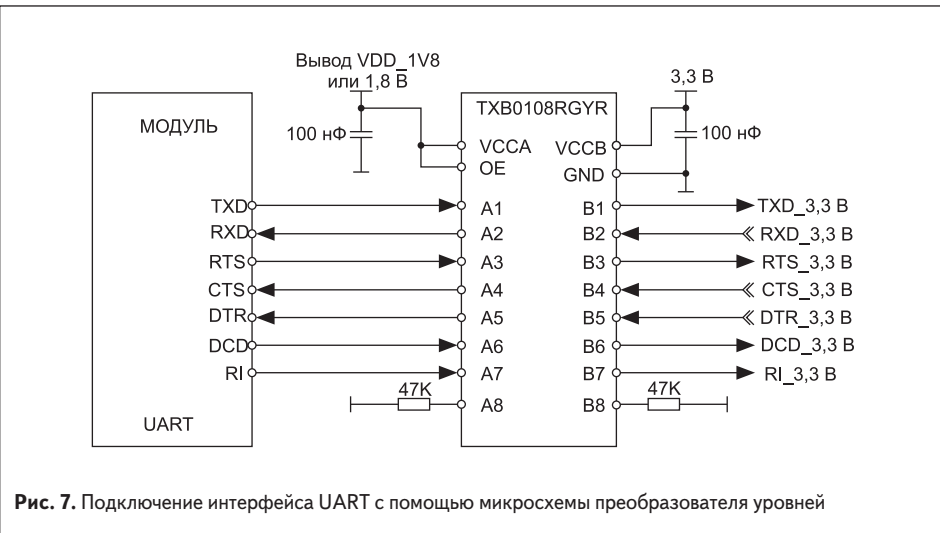 Вывод VDD_1V8
или 1,8 В
3,3 В
МОДУЛЬ
TXB0108RGYR
100 нФ
100 нФ
VCCA
VCCB
OE
GND
TXD
A1
B1
TXD_3,3 В
RXD
A2
B2
RXD_3,3 В
RTS
A3
B3
RTS_3,3 В
CTS
A4
B4
CTS_3,3 В
DTR
A5
B5
DTR_3,3 В
DCD
A6
B6
DCD_3,3 В
RI
A7
B7
RI_3,3 В
47K
47K
A8
B8
UART
Рис. 7. Подключение интерфейса UART с помощью микросхемы преобразователя уровней